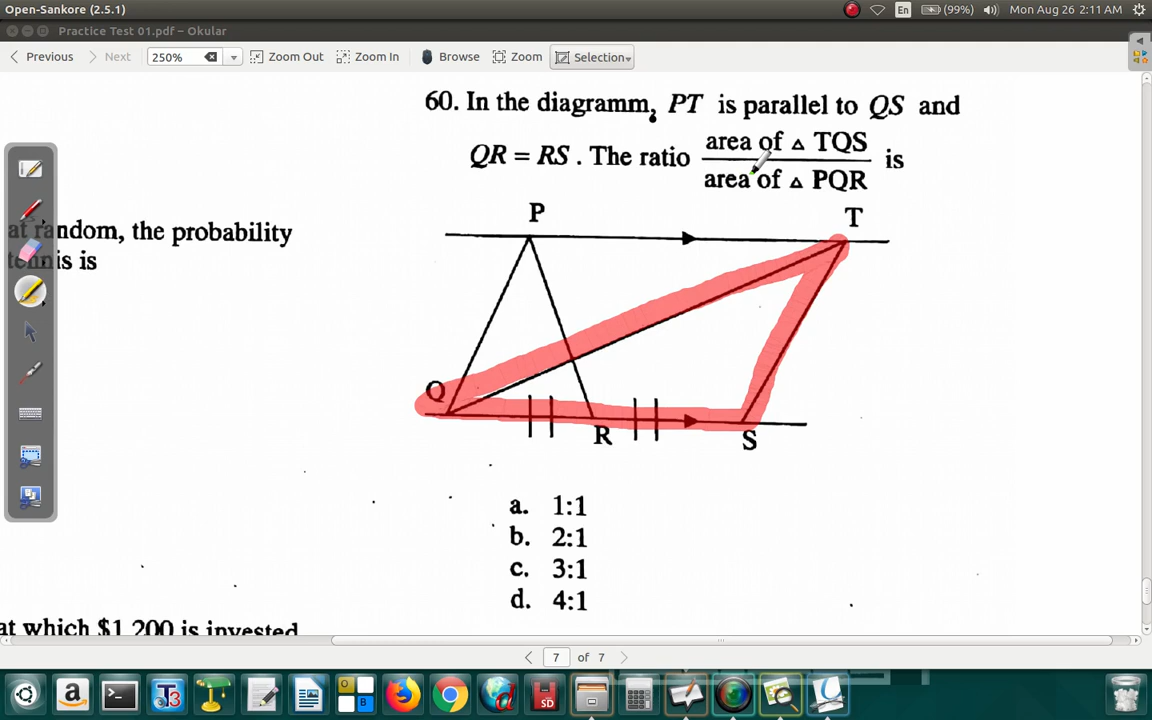 Open-Sankore (2.5.1)
En
(99%)
Mon Aug 26 2:11 AM
Practice Test 01.pdf – Okular
Previous
Next
250%
Zoom Out
Zoom In
Browse
Zoom
Selection
60. In the diagramm, PT is parallel to QS and
QR = RS . The ratio area of △ TQS / area of △ PQR is
at random, the probability
tennis is
P
T
Q
R
S
a. 1:1
b. 2:1
c. 3:1
d. 4:1
at which $1 200 is invested
7 of 7